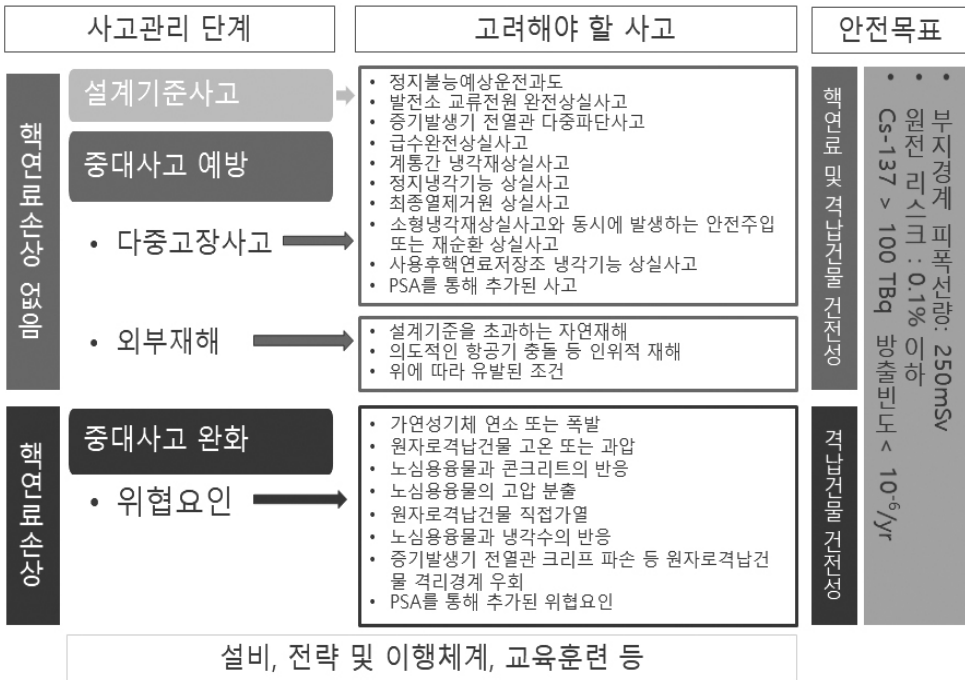 사고관리 단계
고려해야 할 사고
안전목표
핵연료손상 없음
설계기준사고
중대사고 예방
• 다중고장사고
• 외부재해
• 정지불능예상운전과도
• 발전소 교류전원 완전상실사고
• 증기발생기 전열관 다중파단사고
• 급수완전상실사고
• 계통간 냉각재상실사고
• 정지냉각기능 상실사고
• 최종열제거원 상실사고
• 소형냉각재상실사고와 동시에 발생하는 안전주입
또는 재순환 상실사고
• 사용후핵연료저장조 냉각기능 상실사고
• PSA를 통해 추가된 사고
• 설계기준을 초과하는 자연재해
• 의도적인 항공기 충돌 등 인위적 재해
• 위에 따라 유발된 조건
핵연료 및 격납건물 건전성
핵연료손상
중대사고 완화
• 위협요인
• 가연성기체 연소 또는 폭발
• 원자로격납건물 고온 또는 과압
• 노심용융물과 콘크리트의 반응
• 노심용융물의 고압 분출
• 원자로격납건물 직접가열
• 노심용융물과 냉각수의 반응
• 증기발생기 전열관 크리프 파손 등 원자로격납건
물 격리경계 우회
• PSA를 통해 추가된 위협요인
격납건물 건전성
• 부지경계 피폭선량: 250mSv
• 원전 리스크 : 0.1% 이하
• Cs-137 > 100 TBq 방출빈도< 10⁻⁶/yr
설비, 전략 및 이행체계, 교육훈련 등